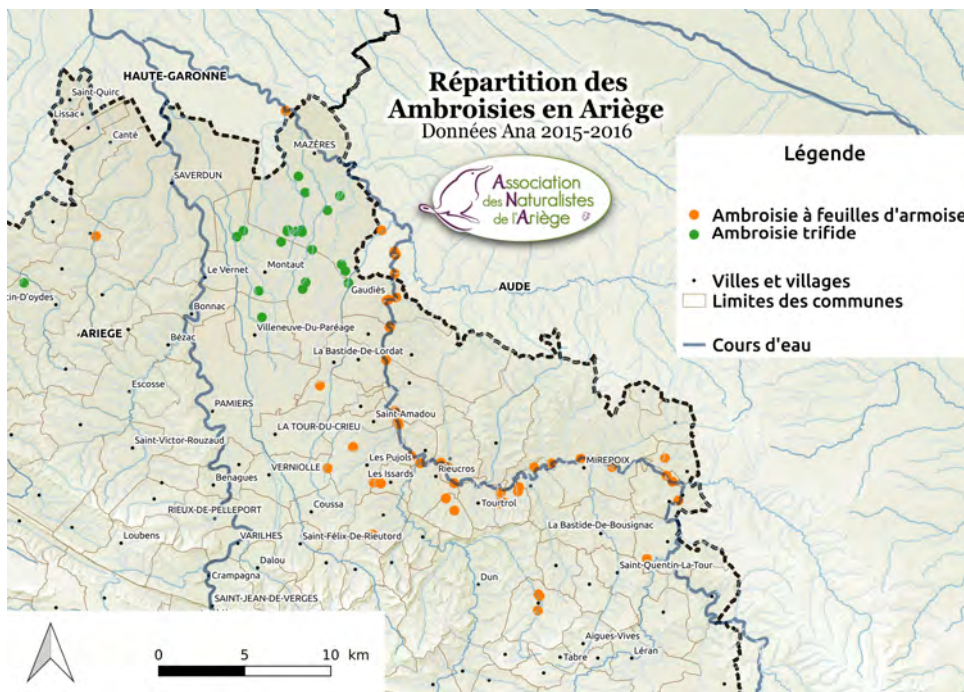 Répartition des
Ambroisies en Ariège
Données Ana 2015-2016
Association
des Naturalistes
de l'Ariège
Légende
Ambroisie à feuilles d'armoise
Ambroisie trifide
Villes et villages
Limites des communes
Cours d'eau
HAUTE-GARONNE
Saint-Quirc
Lissac
Canté
MAZÈRES
SAVERDUN
Le Vernet
Montaut
Gaudiès
AUDE
tin-D'oydes
Bonnac
ARIEGE
Villeneuve-Du-Paréage
Bézac
La Bastide-De-Lordat
Escosse
PAMIERS
Saint-Amadou
LA TOUR-DU-CRIEU
Saint-Victor-Rouzaud
Les Pujols
Rieucros
MIREPOIX
VERNIOLLE
Benagues
Les Issards
Coussa
Tourtrol
RIEUX-DE-PELLEPORT
La Bastide-De-Bousignac
Loubens
VARILHES
Saint-Félix-De-Rieutord
Dalou
Saint-Quentin-La-Tour
Crampagna
Dun
SAINT-JEAN-DE-VERGES
Aigues-Vives
Léran
Tabre
0 5 10 km